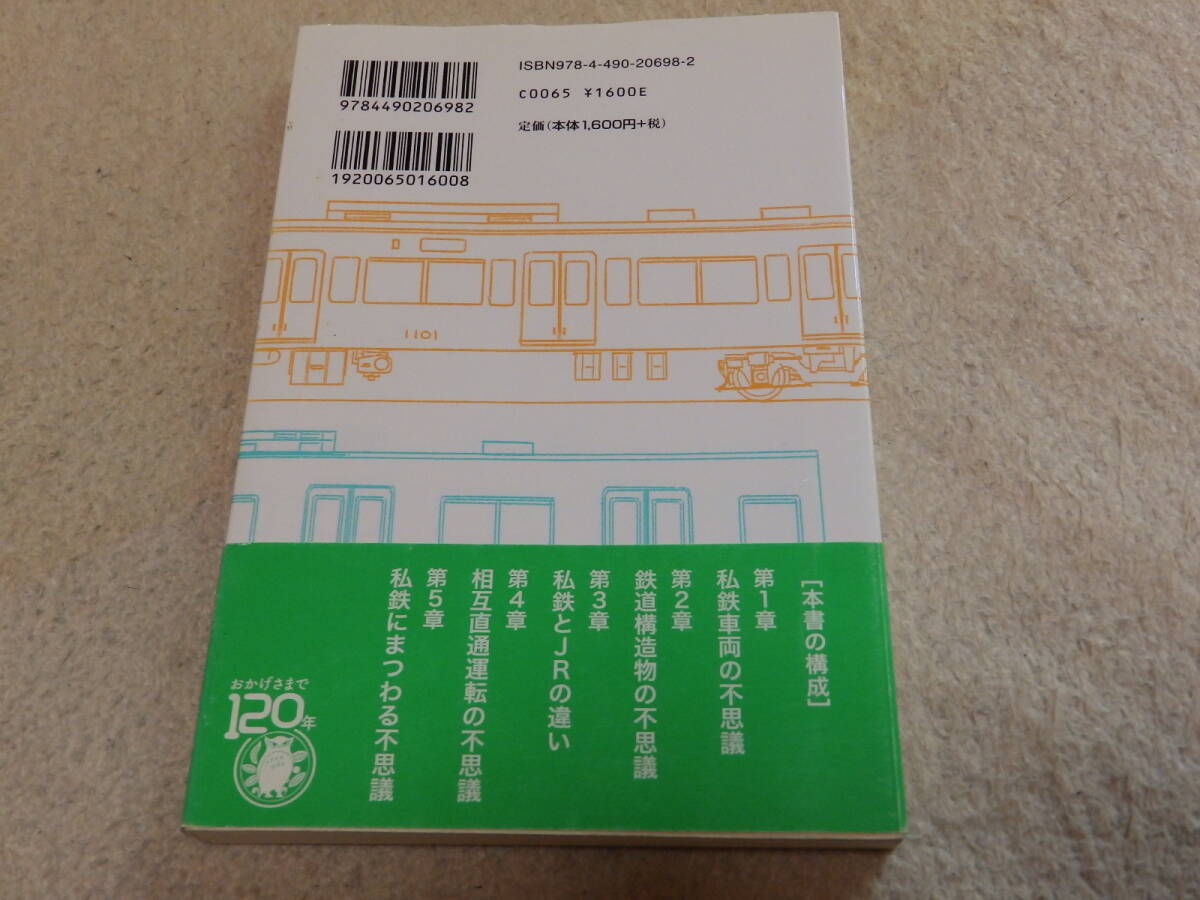 ISBN978-4-490-20698-2
C0065 ¥1600E
定価(本体1,600円+税)
9784490206982
1920065016008
1101
[本書の構成]
第1章
私鉄車両の不思議
第2章
鉄道構造物の不思議
第3章
私鉄とJRの違い
第4章
相互直通運転の不思議
第5章
私鉄にまつわる不思議
おかげさまで
120年